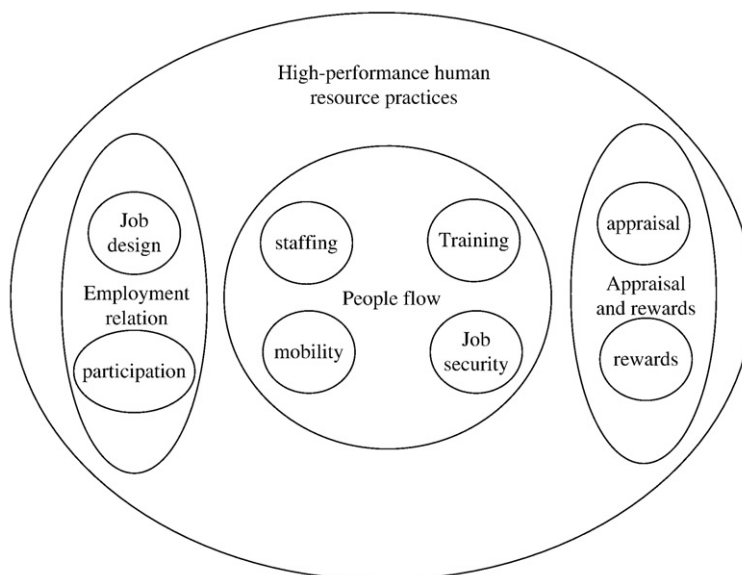 High-performance human
resource practices
Job
design
Employment
relation
participation
staffing
Training
People flow
mobility
Job
security
appraisal
Appraisal
and rewards
rewards